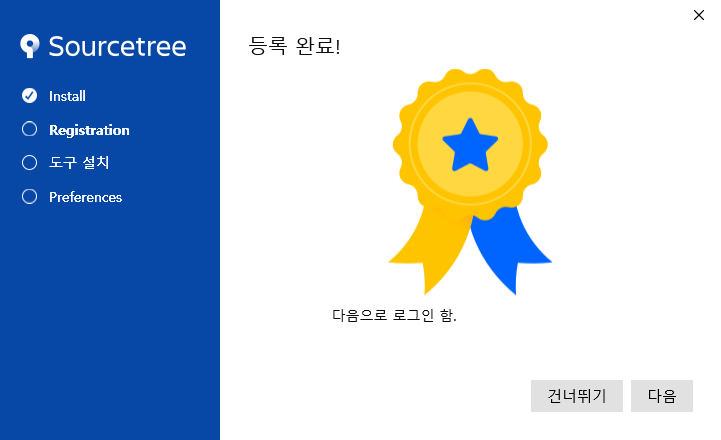 Sourcetree
Install
Registration
도구 설치
Preferences
등록 완료!
다음으로 로그인 함.
건너뛰기
다음